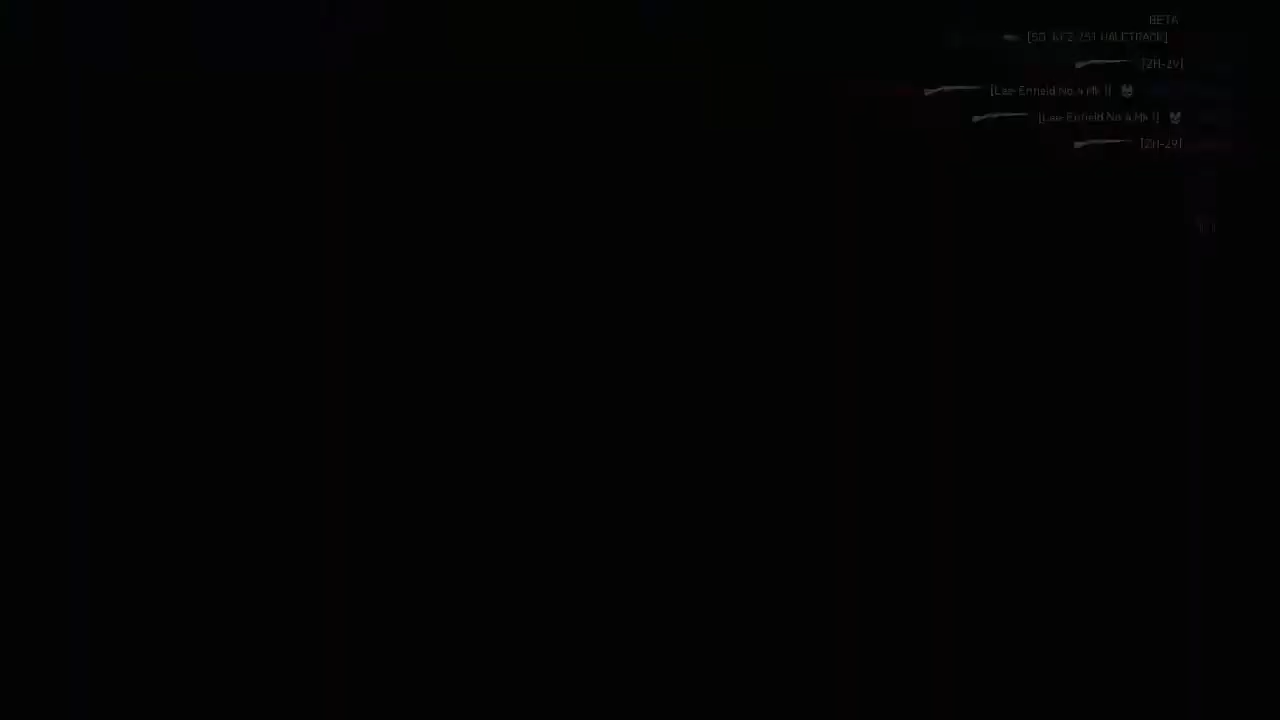 BETA
[SD. KFZ 251 HALFTRACK]
[ZH-29]
[Lee-Enfield No.4 Mk I]
[Lee-Enfield No.4 Mk I]
[ZH-29]